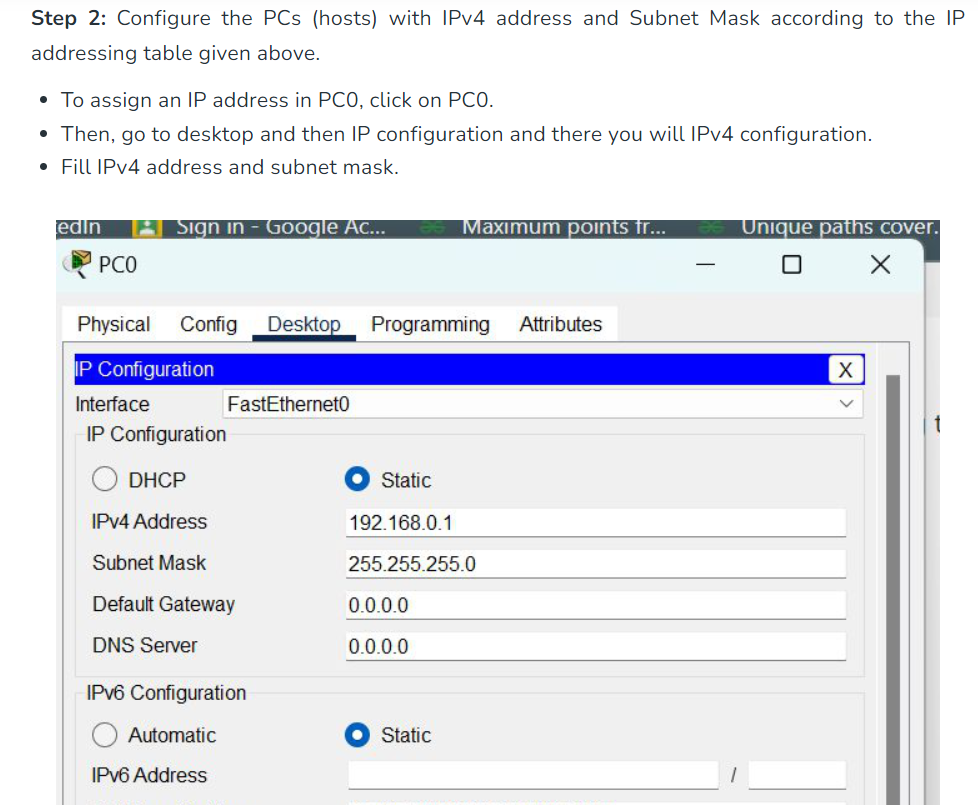 Step 2: Configure the PCs (hosts) with IPv4 address and Subnet Mask according to the IP
addressing table given above.
To assign an IP address in PC0, click on PC0.
Then, go to desktop and then IP configuration and there you will IPv4 configuration.
Fill IPv4 address and subnet mask.
edIn Sign in - Google Ac... Maximum points fr... Unique paths cover.
PC0
Physical Config Desktop Programming Attributes
IP Configuration X
Interface FastEthernet0
IP Configuration
DHCP Static
IPv4 Address 192.168.0.1
Subnet Mask 255.255.255.0
Default Gateway 0.0.0.0
DNS Server 0.0.0.0
IPv6 Configuration
Automatic Static
IPv6 Address /